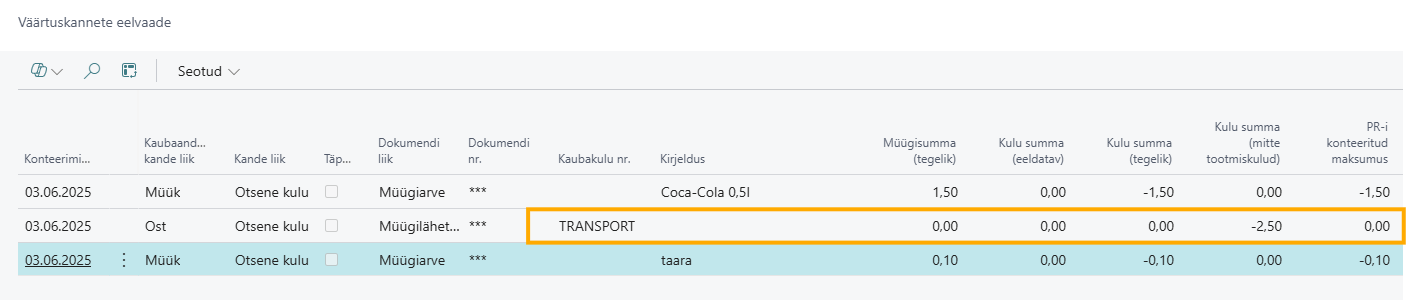 Väärtuskannete eelvaade
Seotud
Konteerimi... Kaubaand... kande liik Kande liik Täp... Dokumendi liik Dokumendi nr. Kaubakulu nr. Kirjeldus Müügisumma (tegelik) Kulu summa (eeldatav) Kulu summa (tegelik) Kulu summa (mitte tootmiskulud) PR-i konteeritud maksumus
03.06.2025 Müük Otsene kulu Müügiarve *** Coca-Cola 0,5l 1,50 0,00 -1,50 0,00 -1,50
03.06.2025 Ost Otsene kulu Müügilähet... *** TRANSPORT 0,00 0,00 0,00 -2,50 0,00
03.06.2025 Müük Otsene kulu Müügiarve *** taara 0,10 0,00 -0,10 0,00 -0,10